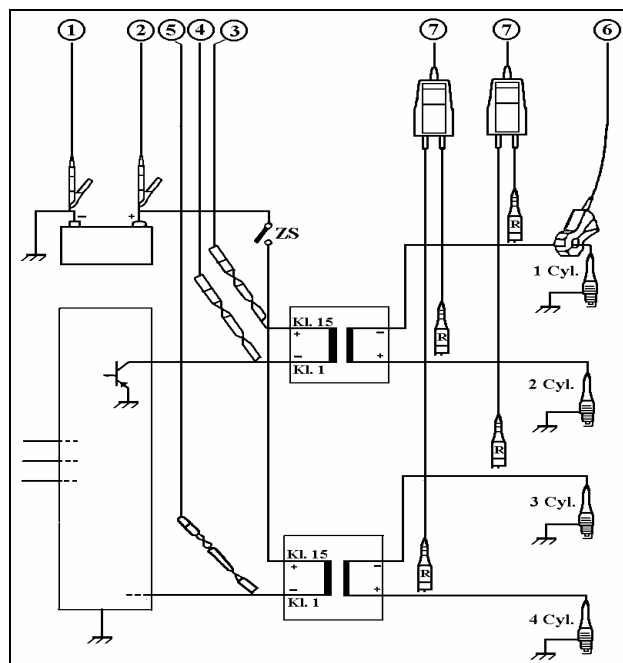 1 2 5 4 3 7 7 6
- +
ZS
R
1 Cyl.
Kl. 15
+ -
R
- +
Kl. 1
2 Cyl.
R
3 Cyl.
Kl. 15
+ -
R
- +
Kl. 1
4 Cyl.